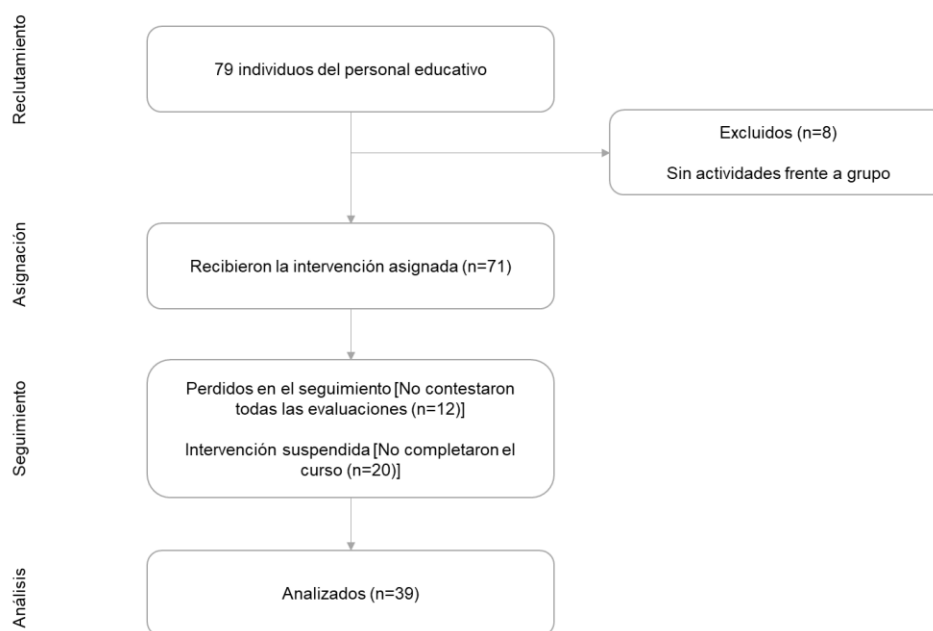 Reclutamiento
79 individuos del personal educativo
Excluidos (n=8)
Sin actividades frente a grupo
Asignación
Recibieron la intervención asignada (n=71)
Seguimiento
Perdidos en el seguimiento [No contestaron
todas las evaluaciones (n=12)]
Intervención suspendida [No completaron el
curso (n=20)]
Análisis
Analizados (n=39)